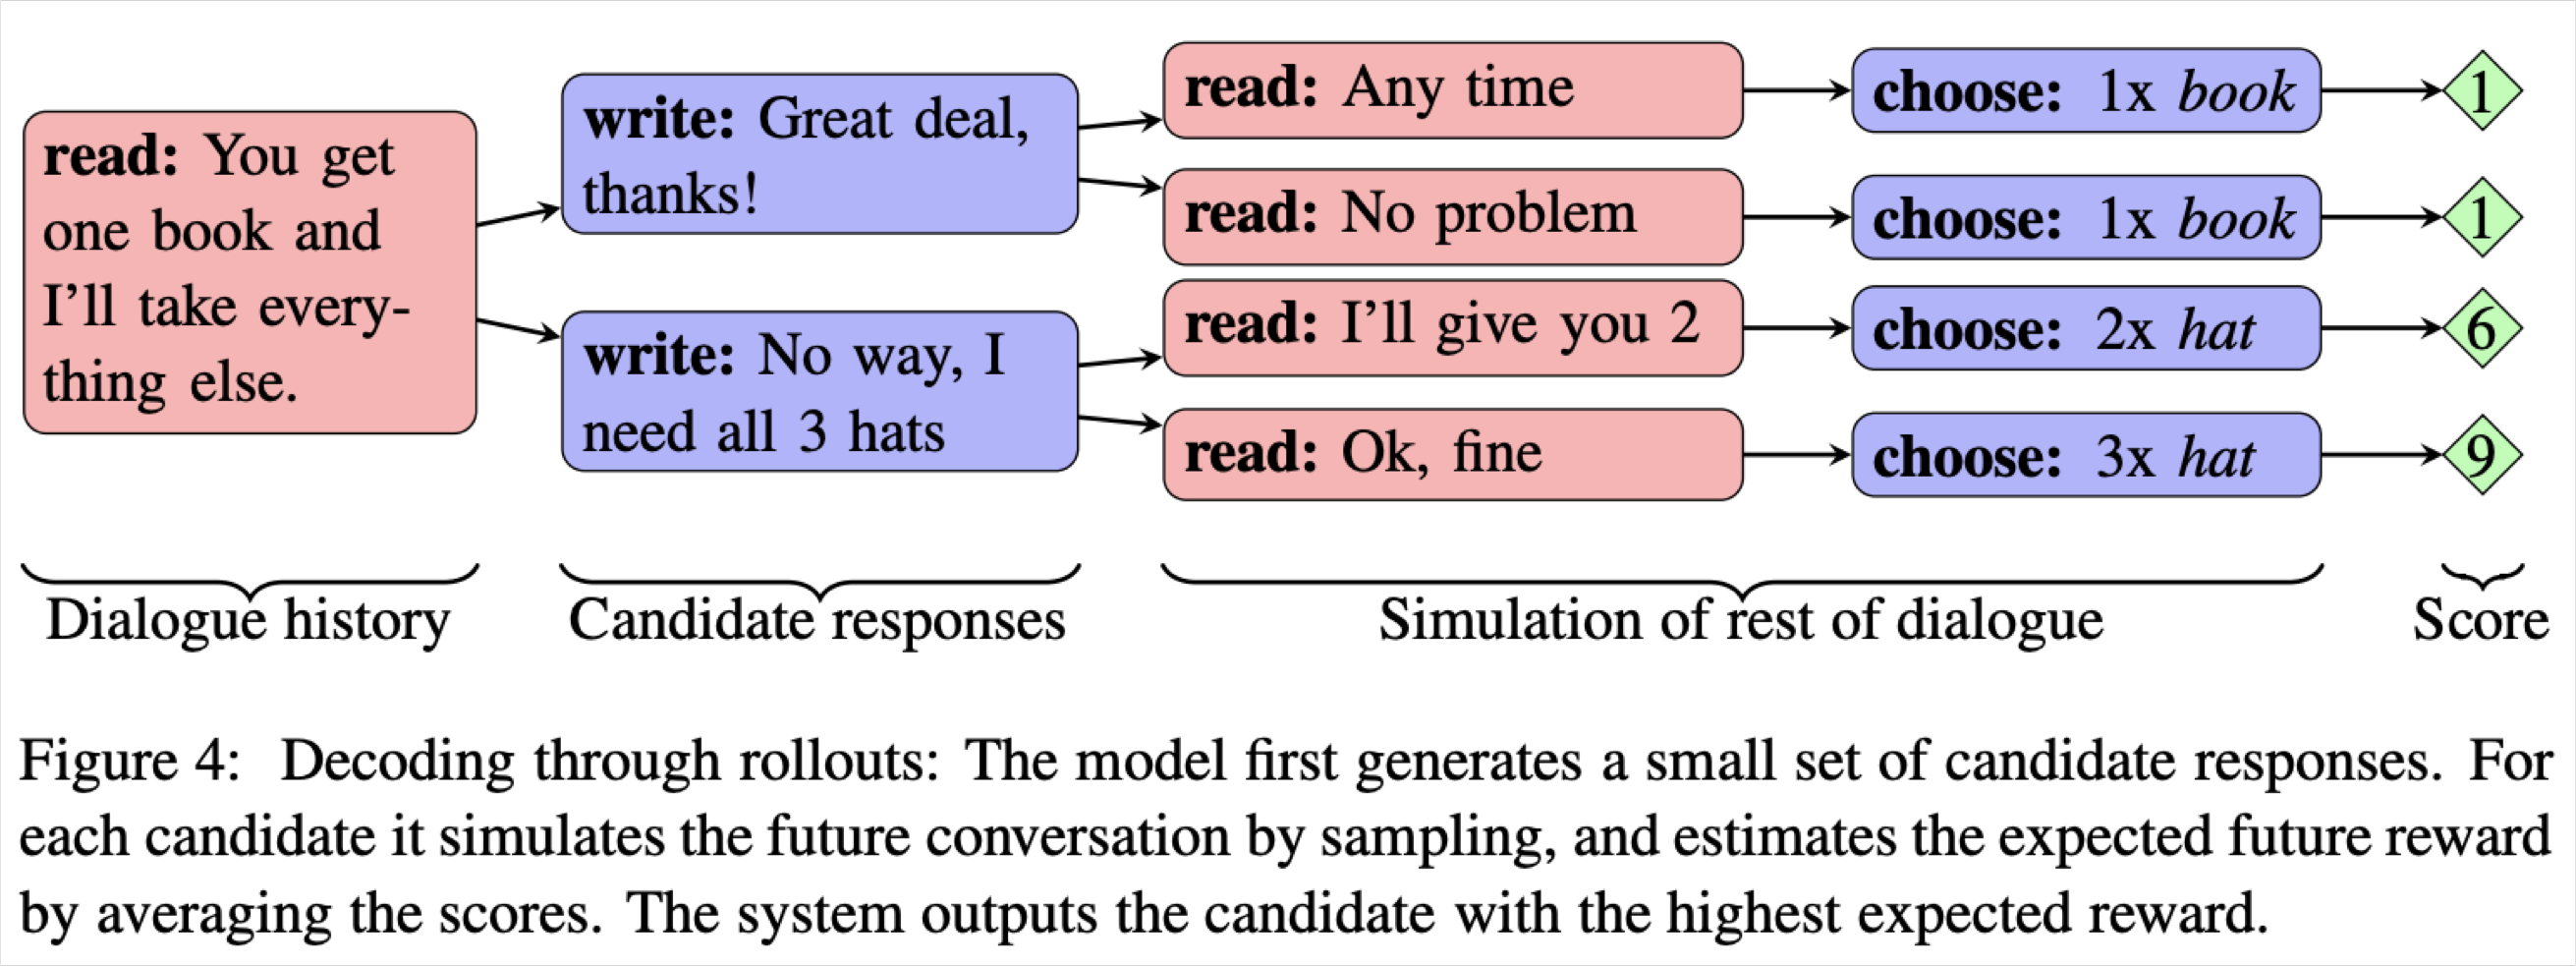 read: You get
one book and
I'll take every-
thing else.
write: Great deal,
thanks!
write: No way, I
need all 3 hats
read: Any time
choose: 1x book
1
read: No problem
choose: 1x book
1
read: I'll give you 2
choose: 2x hat
6
read: Ok, fine
choose: 3x hat
9
Dialogue history
Candidate responses
Simulation of rest of dialogue
Score
Figure 4: Decoding through rollouts: The model first generates a small set of candidate responses. For
each candidate it simulates the future conversation by sampling, and estimates the expected future reward
by averaging the scores. The system outputs the candidate with the highest expected reward.